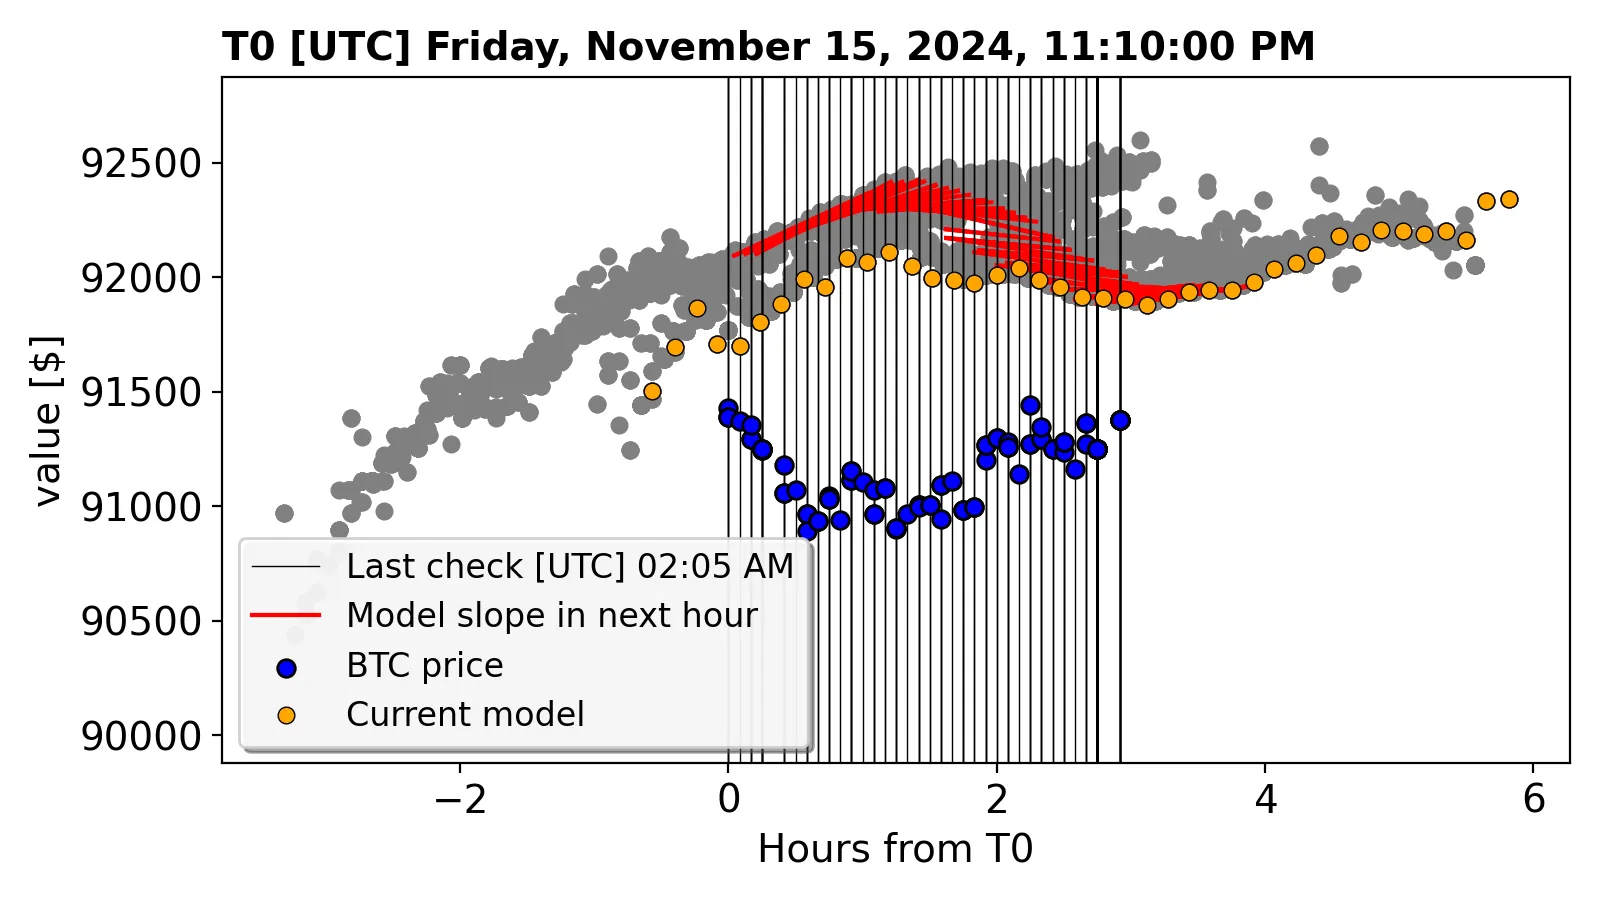 T0 [UTC] Friday, November 15, 2024, 11:10:00 PM
value [$]
92500
92000
91500
91000
90500
90000
Last check [UTC] 02:05 AM
Model slope in next hour
BTC price
Current model
−2 0 2 4 6
Hours from T0